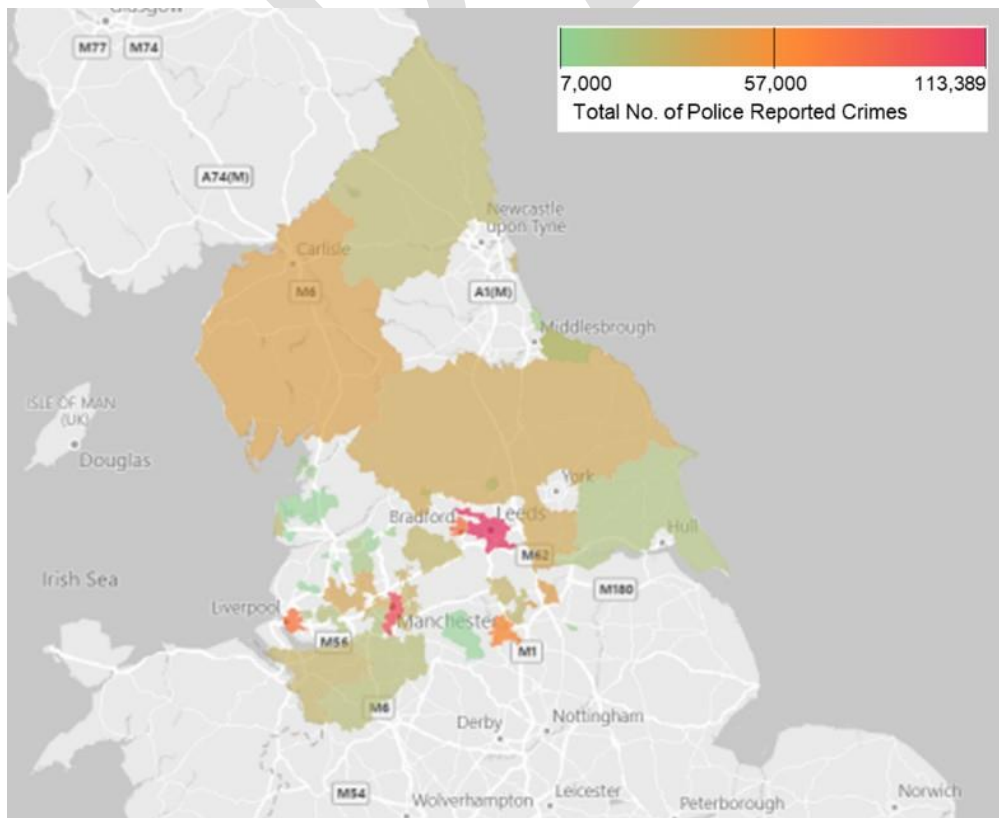 Glasgow
M77
M74
7,000
57,000
113,389
Total No. of Police Reported Crimes
A74(M)
Newcastle
upon Tyne
Carlisle
M6
A1(M)
Middlesbrough
ISLE OF MAN
(UK)
Douglas
York
Bradford
Leeds
Hull
M62
Irish Sea
M180
Liverpool
Manchester
M56
M1
M6
Derby
Nottingham
M54
Wolverhampton
Leicester
Peterborough
Norwich